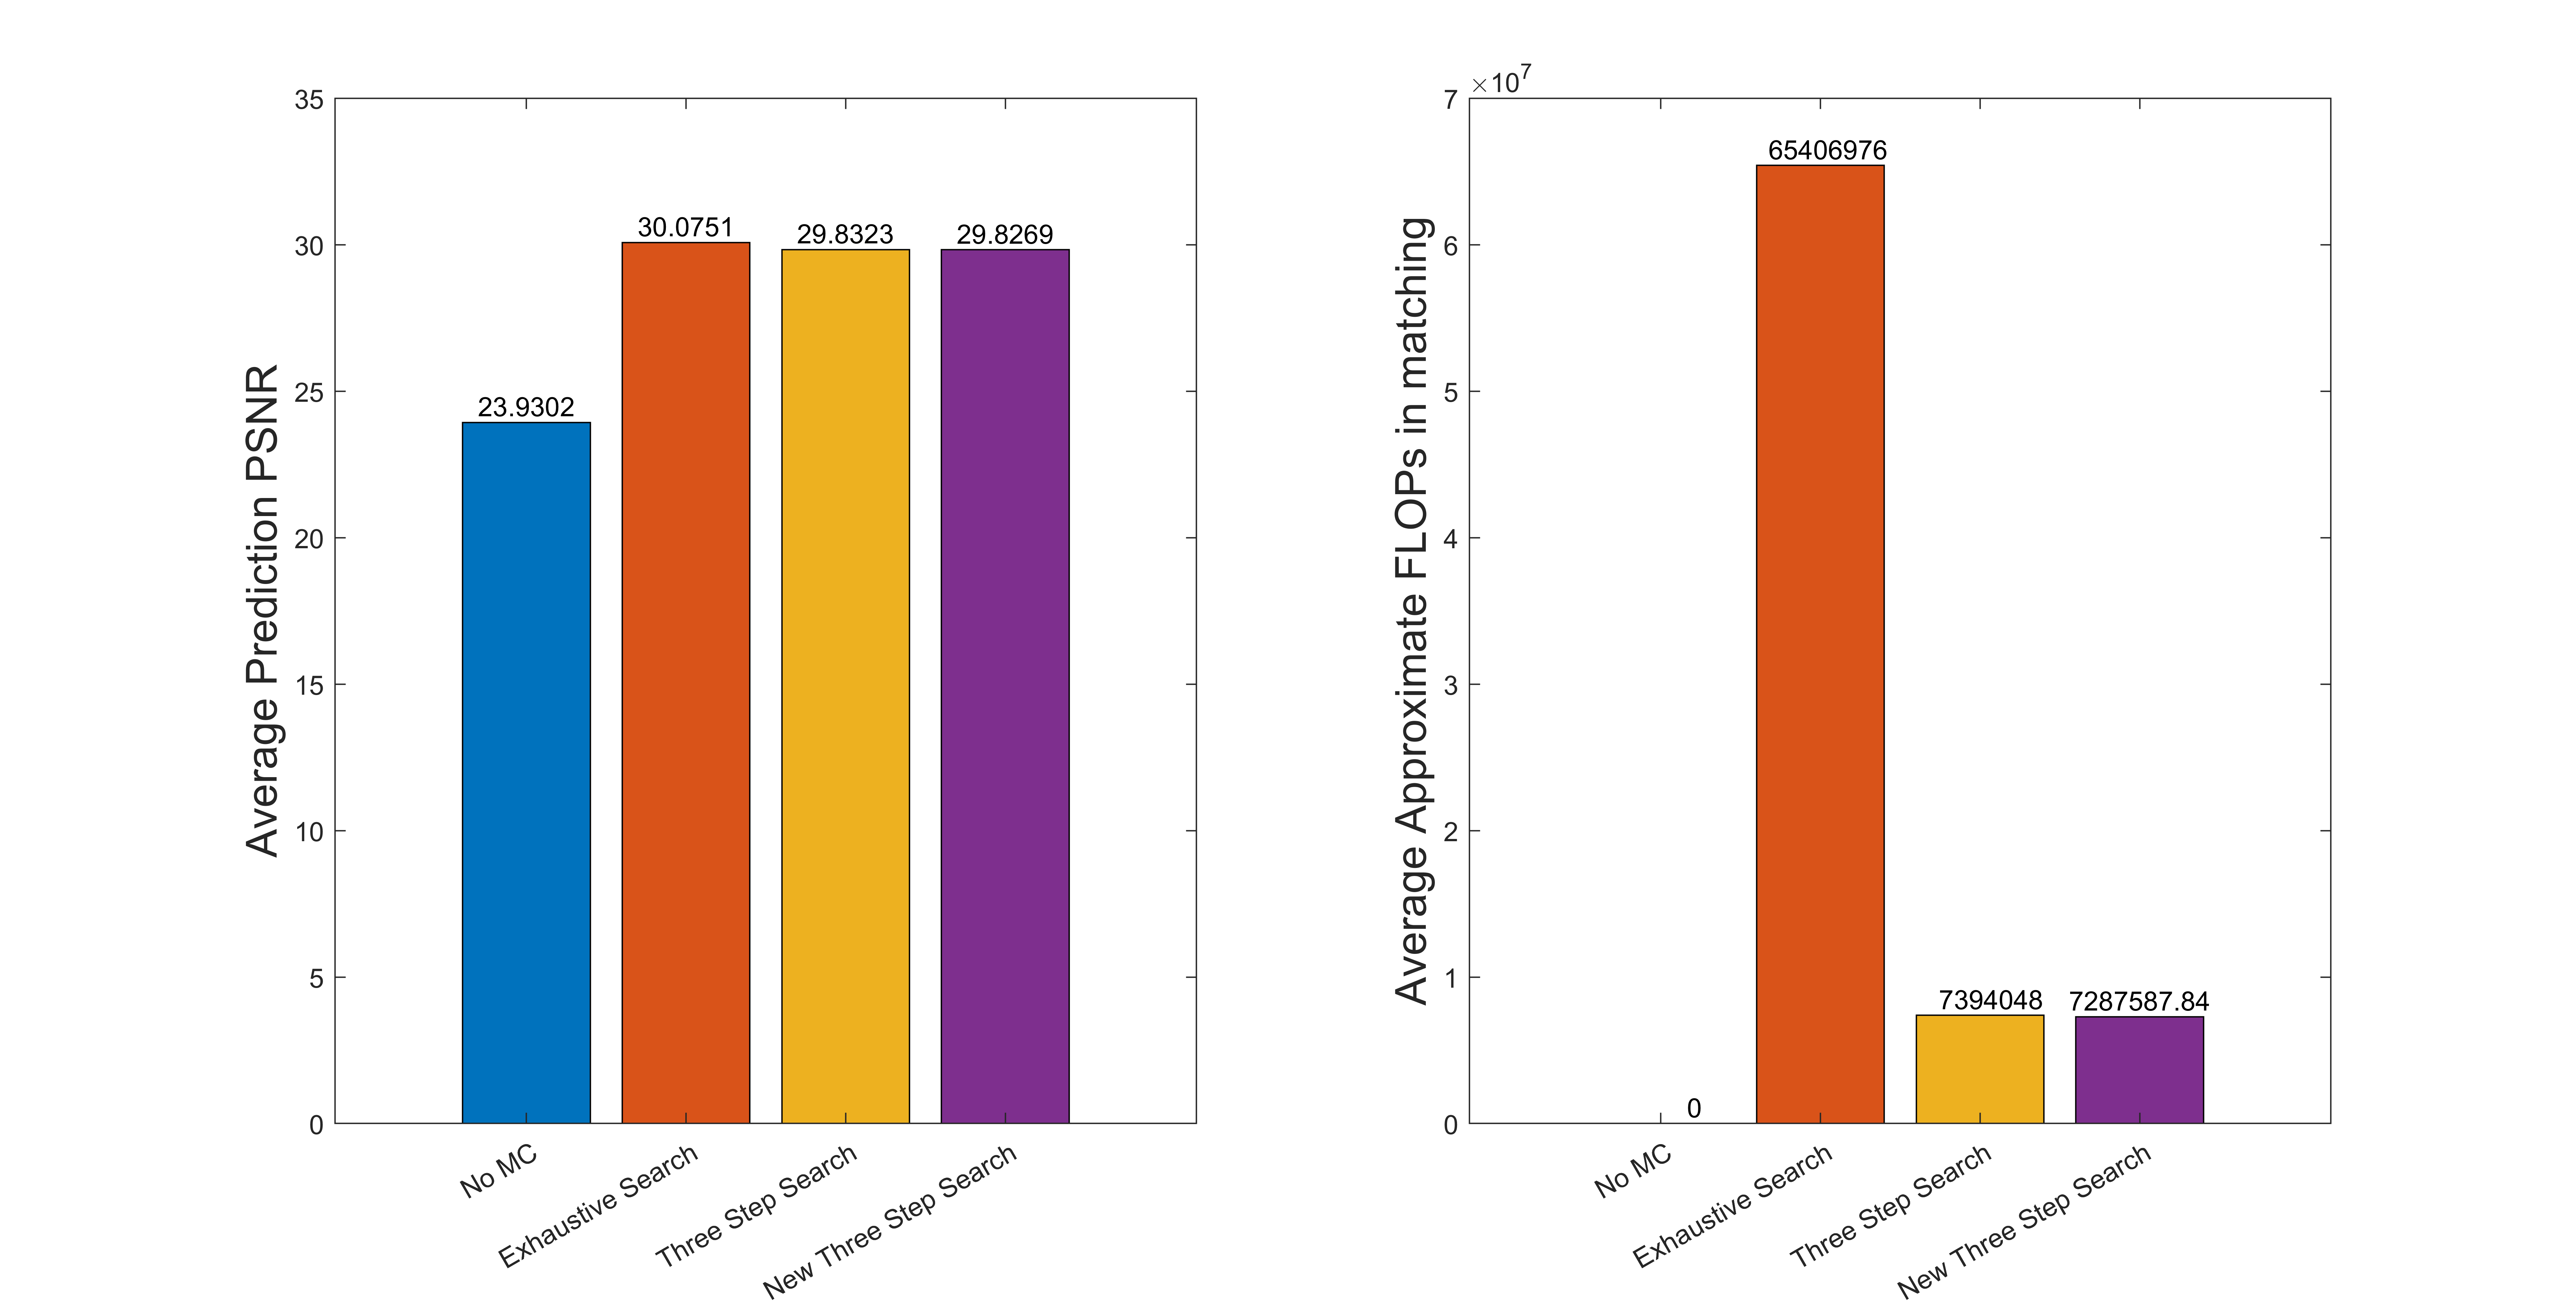 Average Prediction PSNR
35
30
25
20
15
10
5
0
23.9302
30.0751
29.8323
29.8269
No MC
Exhaustive Search
Three Step Search
New Three Step Search
Average Approximate FLOPs in matching
×10⁷
7
6
5
4
3
2
1
0
0
65406976
7394048
7287587.84
No MC
Exhaustive Search
Three Step Search
New Three Step Search